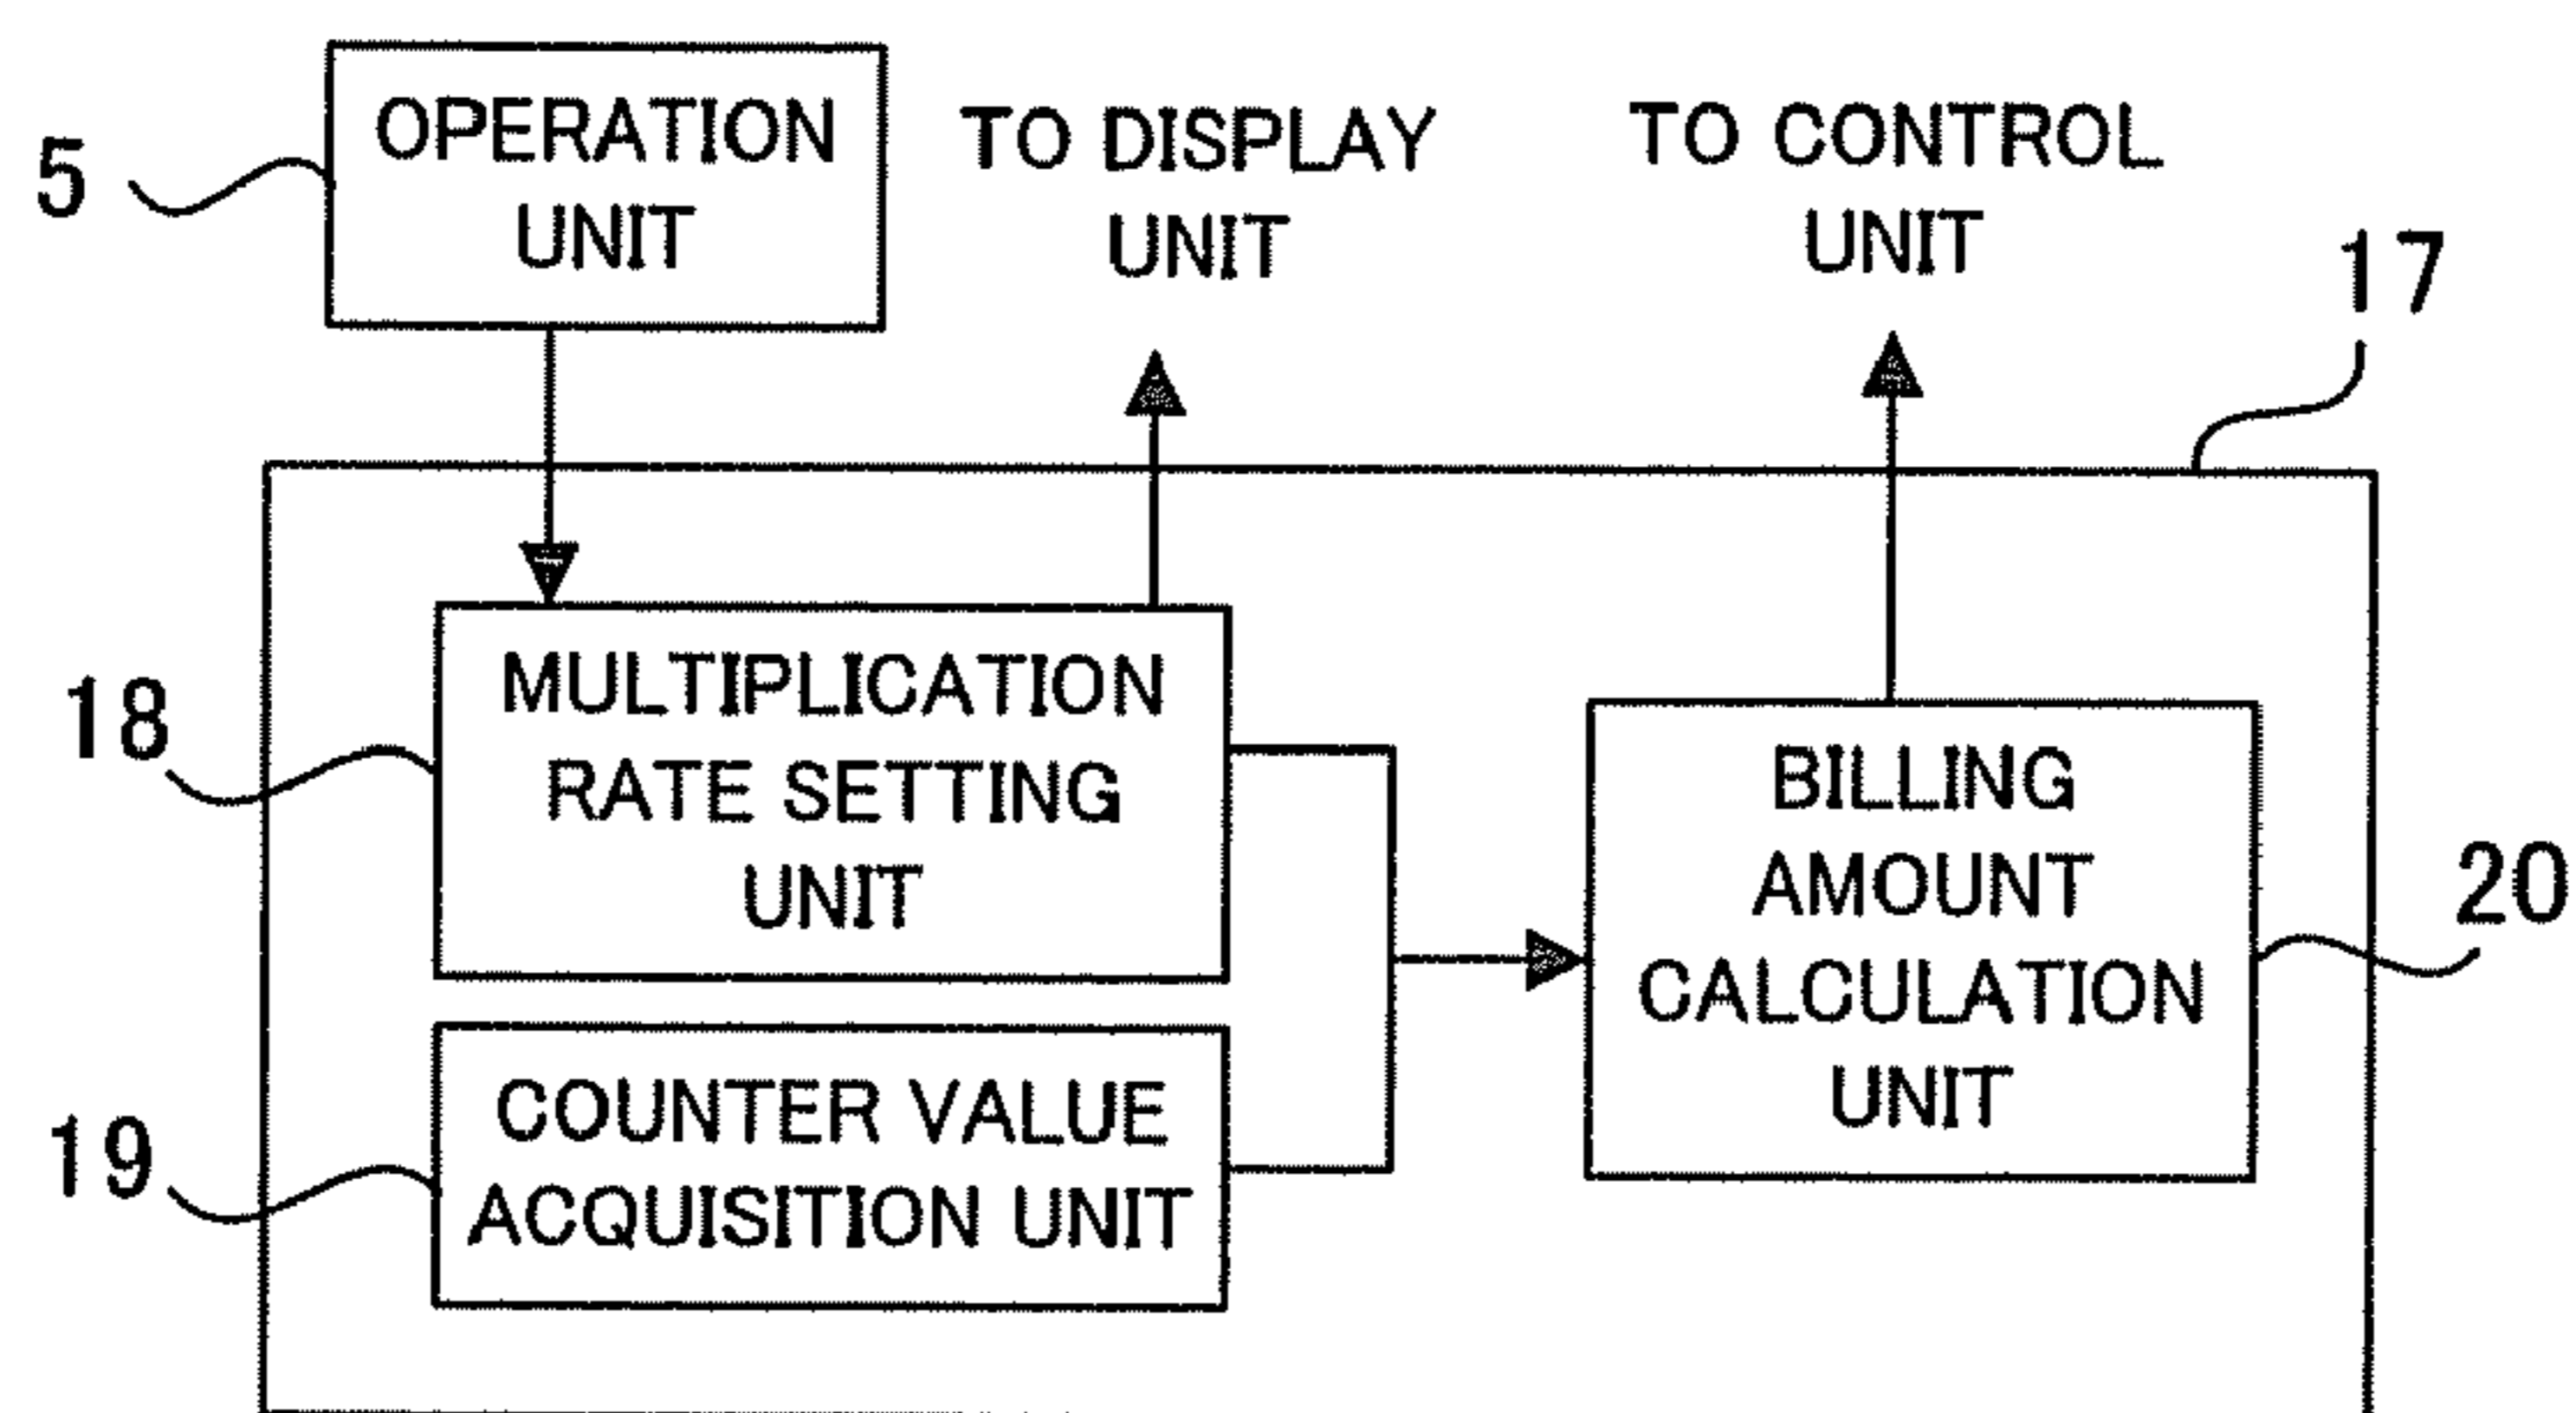 OPERATION
UNIT
5
TO DISPLAY
UNIT
TO CONTROL
UNIT
17
MULTIPLICATION
RATE SETTING
UNIT
18
BILLING
AMOUNT
CALCULATION
UNIT
20
COUNTER VALUE
ACQUISITION UNIT
19